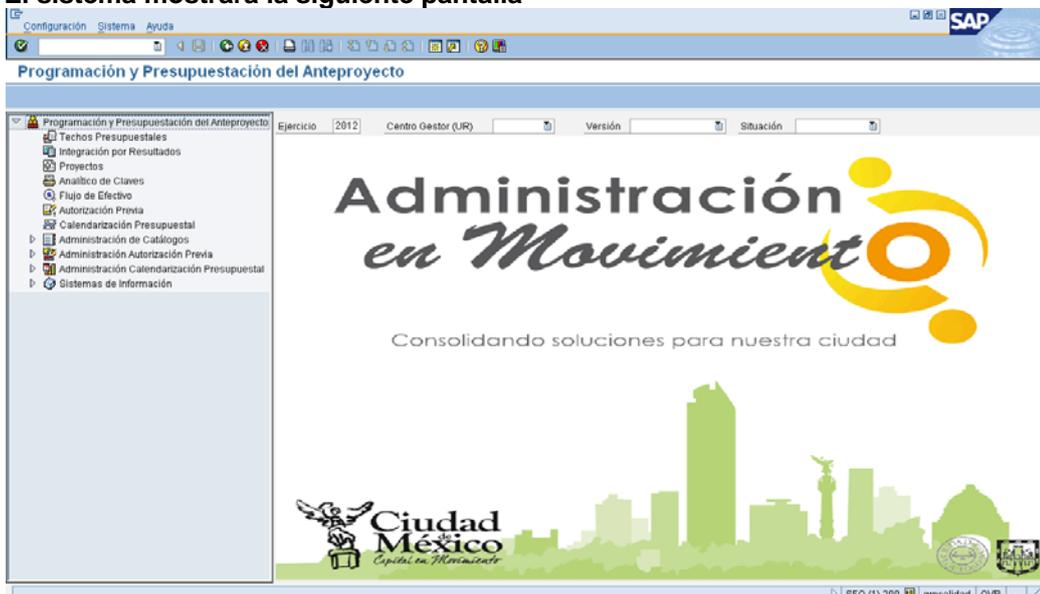 El sistema mostrará la siguiente pantalla
Configuración Sistema Ayuda
SAP
Programación y Presupuestación del Anteproyecto
Programación y Presupuestación del Anteproyecto
Techos Presupuestales
Integración por Resultados
Proyectos
Analítico de Claves
Flujo de Efectivo
Autorización Previa
Calendarización Presupuestal
Administración de Catálogos
Administración Autorización Previa
Administración Calendarización Presupuestal
Sistemas de Información
Ejercicio 2012 Centro Gestor (UR) Versión Situación
Administración
en Movimiento
Consolidando soluciones para nuestra ciudad
Ciudad
de
México
Capital en Movimiento
OVR